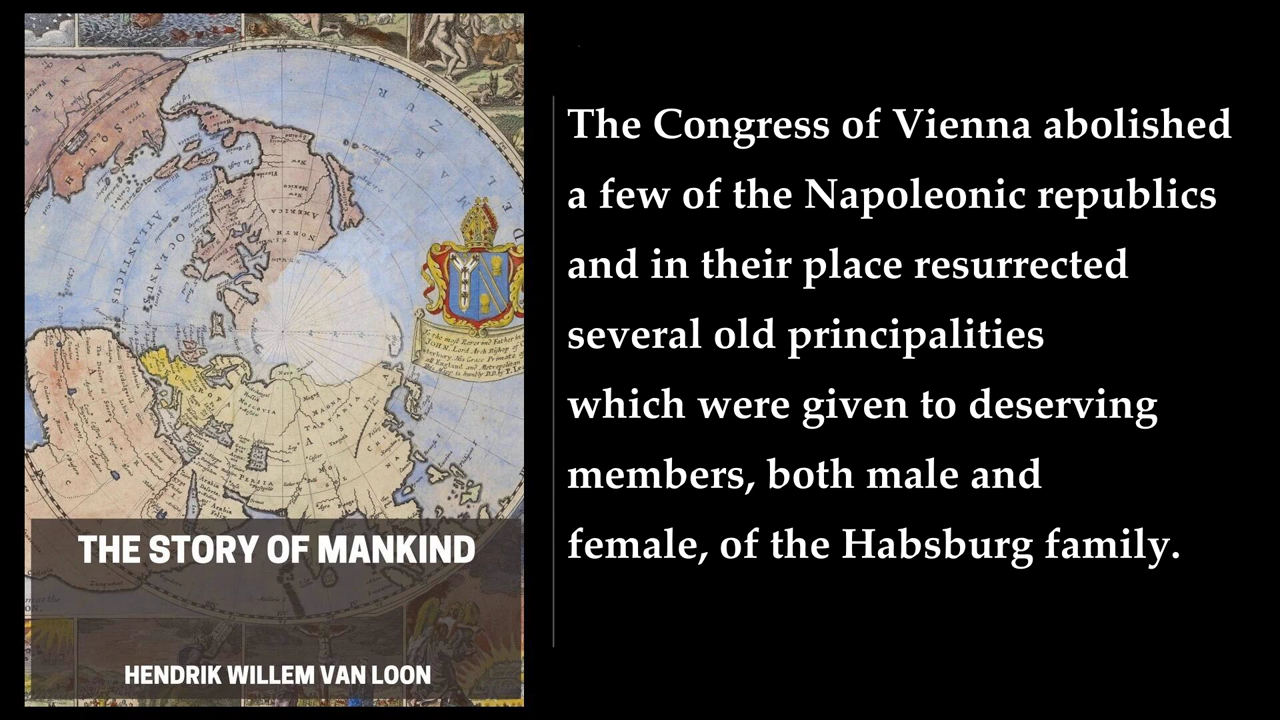 THE STORY OF MANKIND
HENDRIK WILLEM VAN LOON
The Congress of Vienna abolished
a few of the Napoleonic republics
and in their place resurrected
several old principalities
which were given to deserving
members, both male and
female, of the Habsburg family.